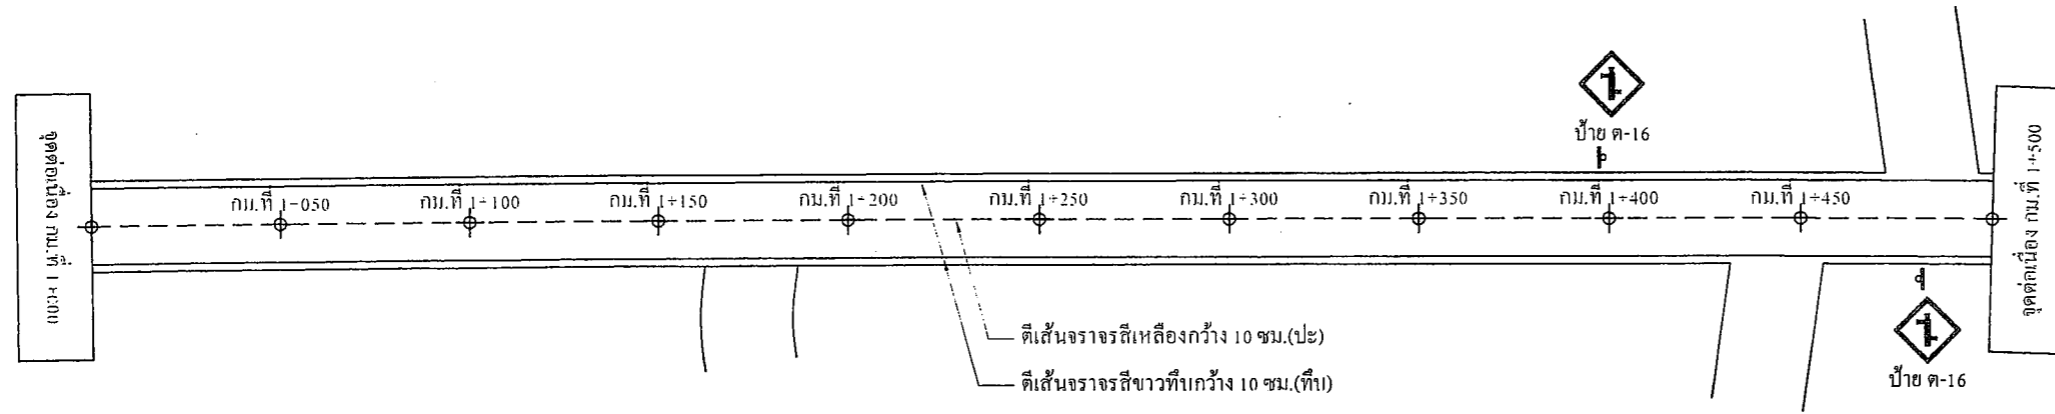 ป้าย ต-16
จุดต่อเนื่อง กม.ที่ 1+000
กม.ที่ 1+050
กม.ที่ 1+100
กม.ที่ 1+150
กม.ที่ 1+200
กม.ที่ 1+250
กม.ที่ 1+300
กม.ที่ 1+350
กม.ที่ 1+400
กม.ที่ 1+450
จุดต่อเนื่อง กม.ที่ 1+500
ตีเส้นจราจรสีเหลืองกว้าง 10 ซม.(ปะ)
ตีเส้นจราจรสีขาวทึบกว้าง 10 ซม.(ทึบ)
ป้าย ต-16